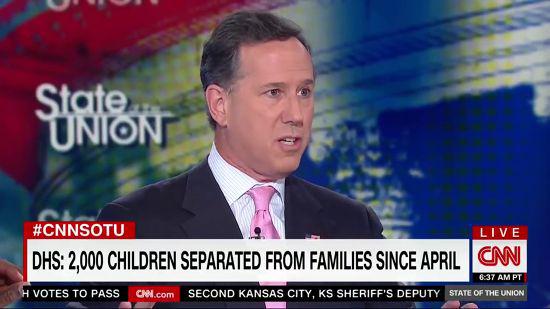 State
OF THE
UNION
#CNNSOTU
LIVE
DHS: 2,000 CHILDREN SEPARATED FROM FAMILIES SINCE APRIL
CNN
6:37 AM PT
H VOTES TO PASS CNN.com SECOND KANSAS CITY, KS SHERIFF'S DEPUTY STATE OF THE UNION